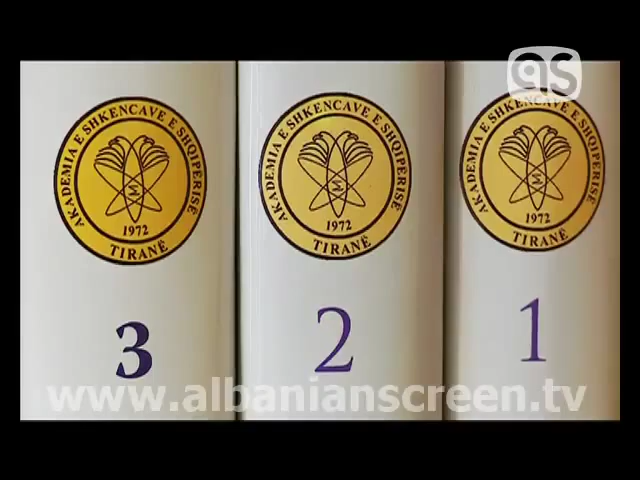 as
AKADEMIA E SHKENCAVE E SHQIPERISË
1972
TIRANË
3
AKADEMIA E SHKENCAVE E SHQIPERISË
1972
TIRANË
2
AKADEMIA E SHKENCAVE E SHQIPERISË
1972
TIRANË
1
www.albanianscreen.tv